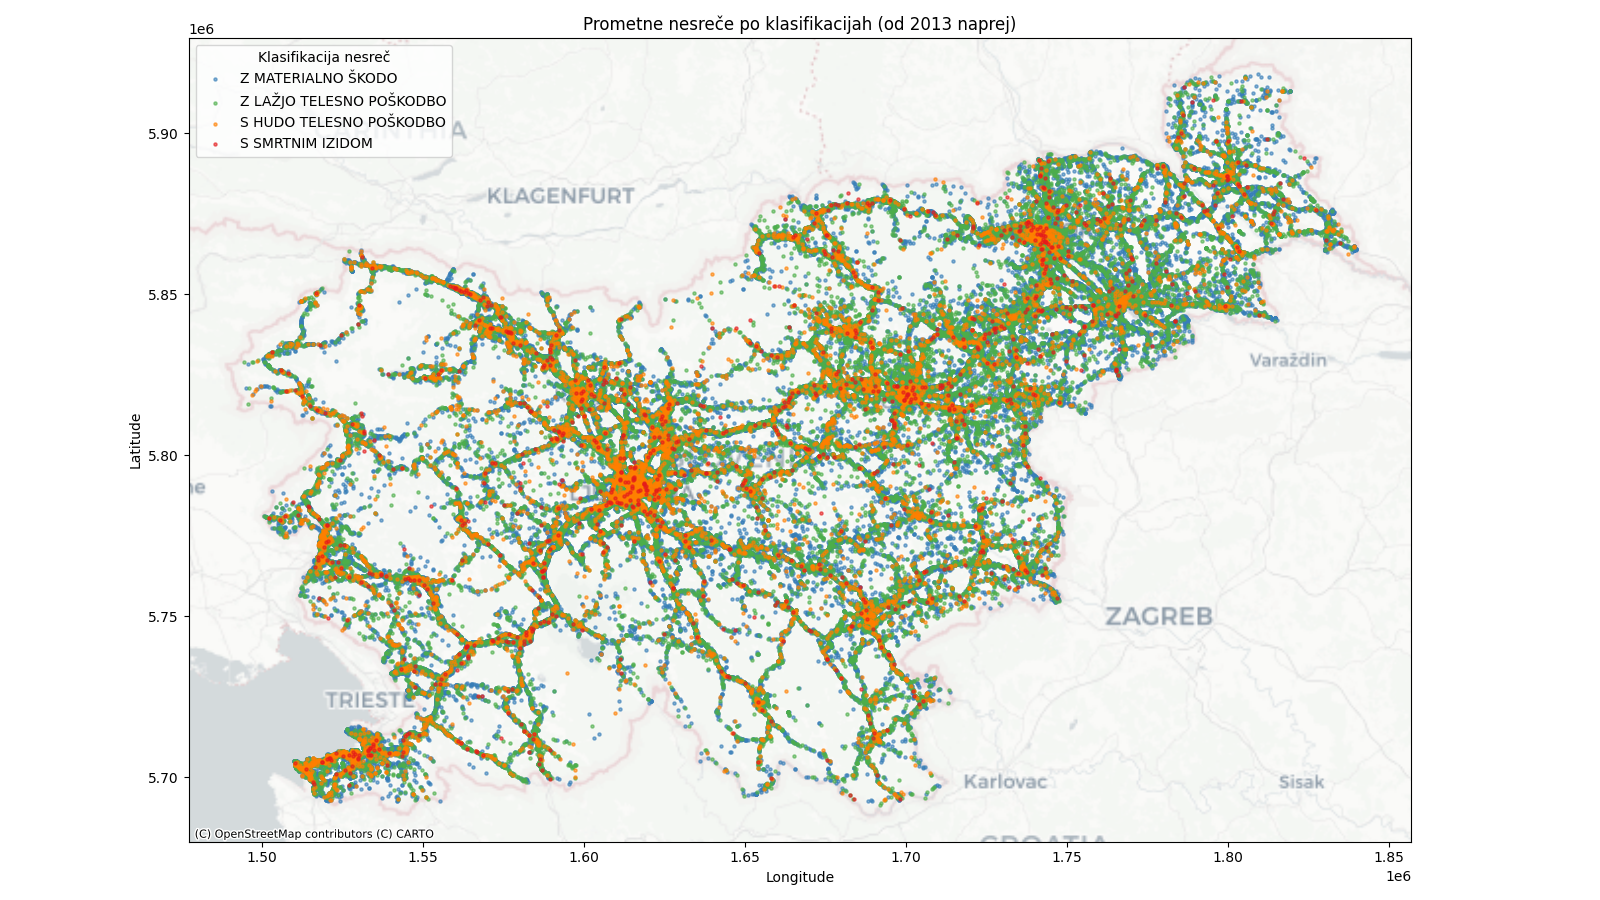 Prometne nesreče po klasifikacijah (od 2013 naprej)
1e6
Klasifikacija nesreč
Z MATERIALNO ŠKODO
Z LAŽJO TELESNO POŠKODBO
S HUDO TELESNO POŠKODBO
S SMRTNIM IZIDOM
KLAGENFURT
Varaždin
ZAGREB
TRIESTE
Karlovac
Sisak
CROATIA
5.90
5.85
5.80
5.75
5.70
Latitude
(C) OpenStreetMap contributors (C) CARTO
1.50 1.55 1.60 1.65 1.70 1.75 1.80 1.85
Longitude
1e6